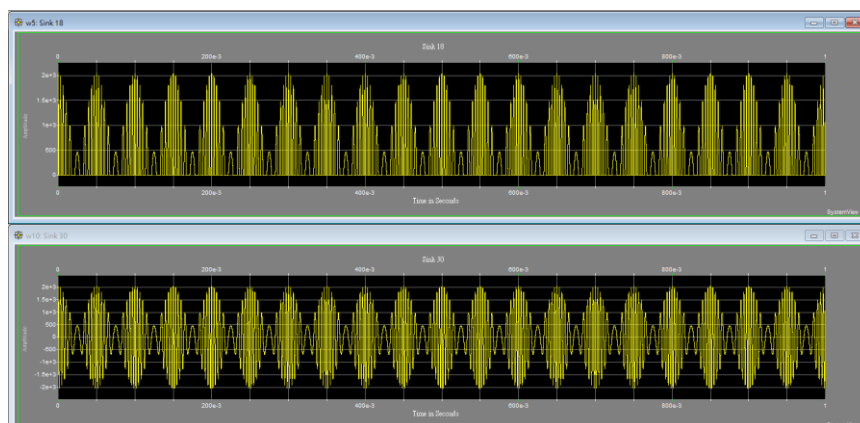 w5: Sink 18
Sink 18
0 200e-3 400e-3 600e-3 800e-3 1
2e+3
1.5e+3
1e+3
500
0
Amplitude
0 200e-3 400e-3 600e-3 800e-3 1
Time in Seconds
SystemView
w10: Sink 30
Sink 30
0 200e-3 400e-3 600e-3 800e-3 1
2e+3
1.5e+3
1e+3
500
0
-500
-1e+3
-1.5e+3
-2e+3
Amplitude
0 200e-3 400e-3 600e-3 800e-3 1
Time in Seconds